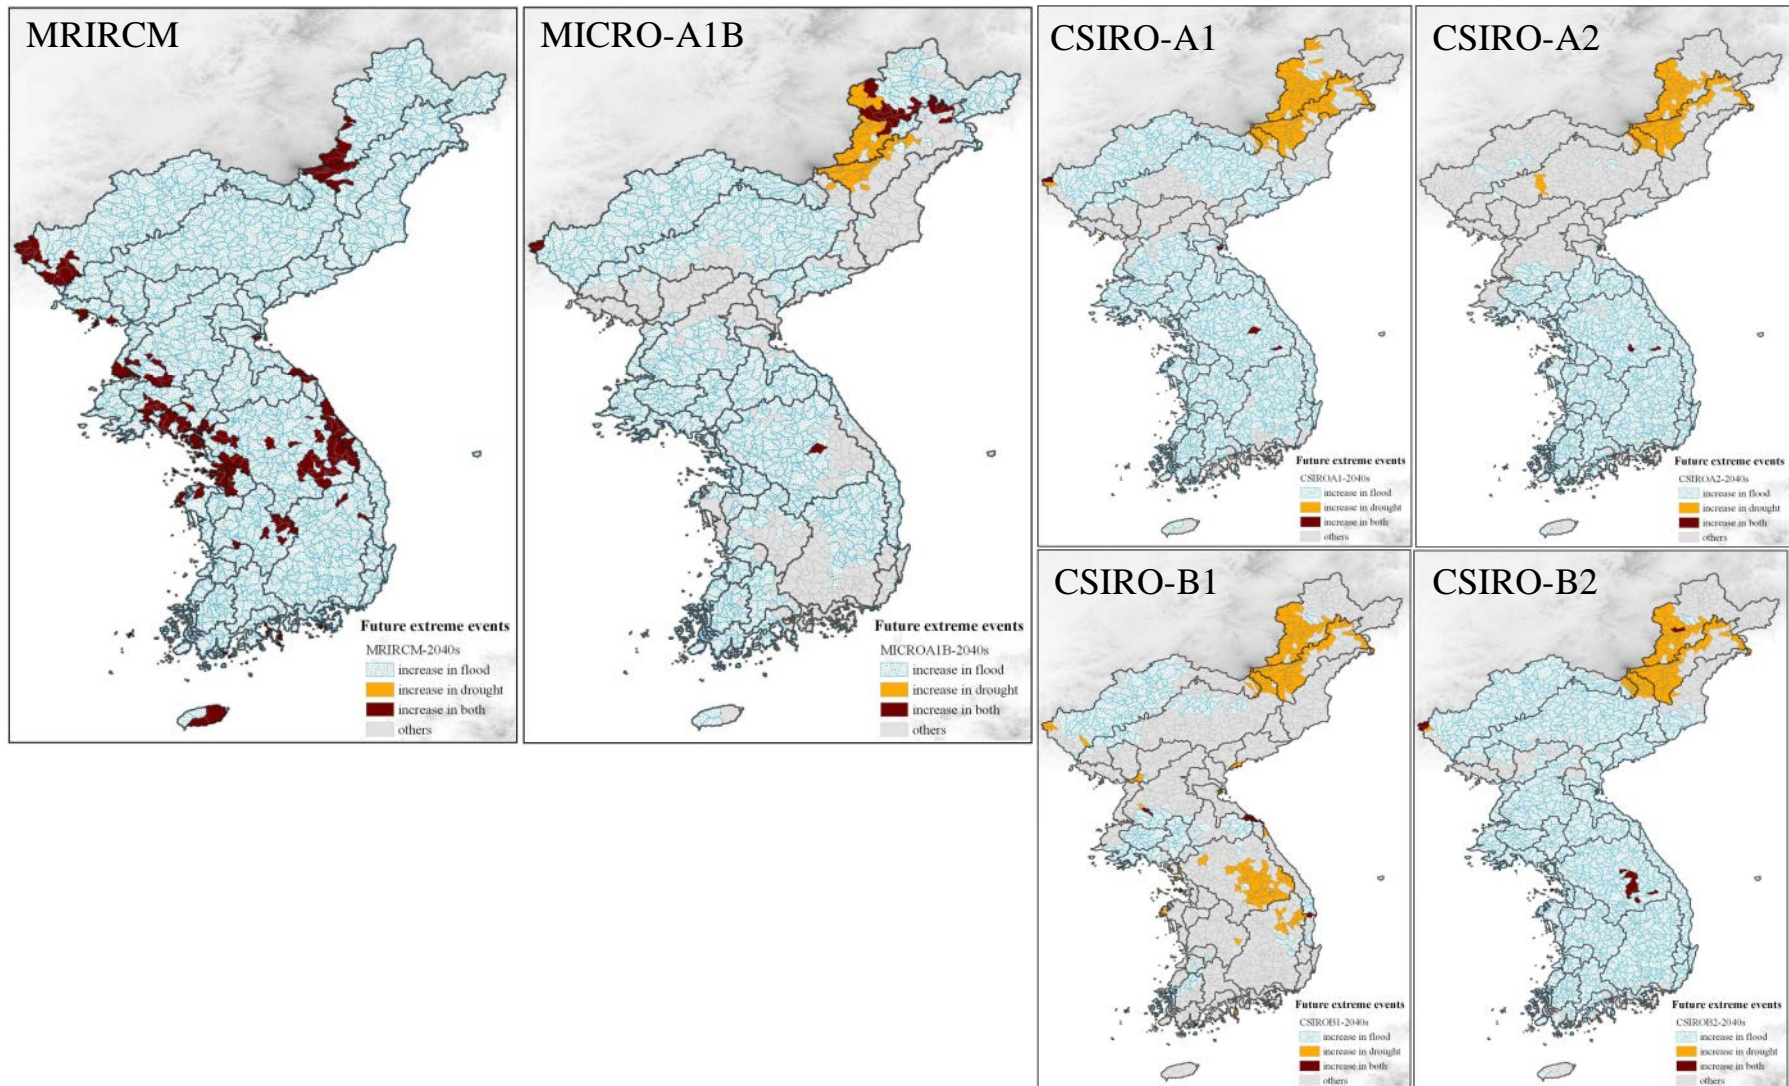 MRIRCM
Future extreme events
MRIRCM-2040s
increase in flood
increase in drought
increase in both
others
MICRO-A1B
Future extreme events
MICROA1B-2040s
increase in flood
increase in drought
increase in both
others
CSIRO-A1
Future extreme events
CSIROA1-2040s
increase in flood
increase in drought
increase in both
others
CSIRO-A2
Future extreme events
CSIROA2-2040s
increase in flood
increase in drought
increase in both
others
CSIRO-B1
Future extreme events
CSIROB1-2040s
increase in flood
increase in drought
increase in both
others
CSIRO-B2
Future extreme events
CSIROB2-2040s
increase in flood
increase in drought
increase in both
others